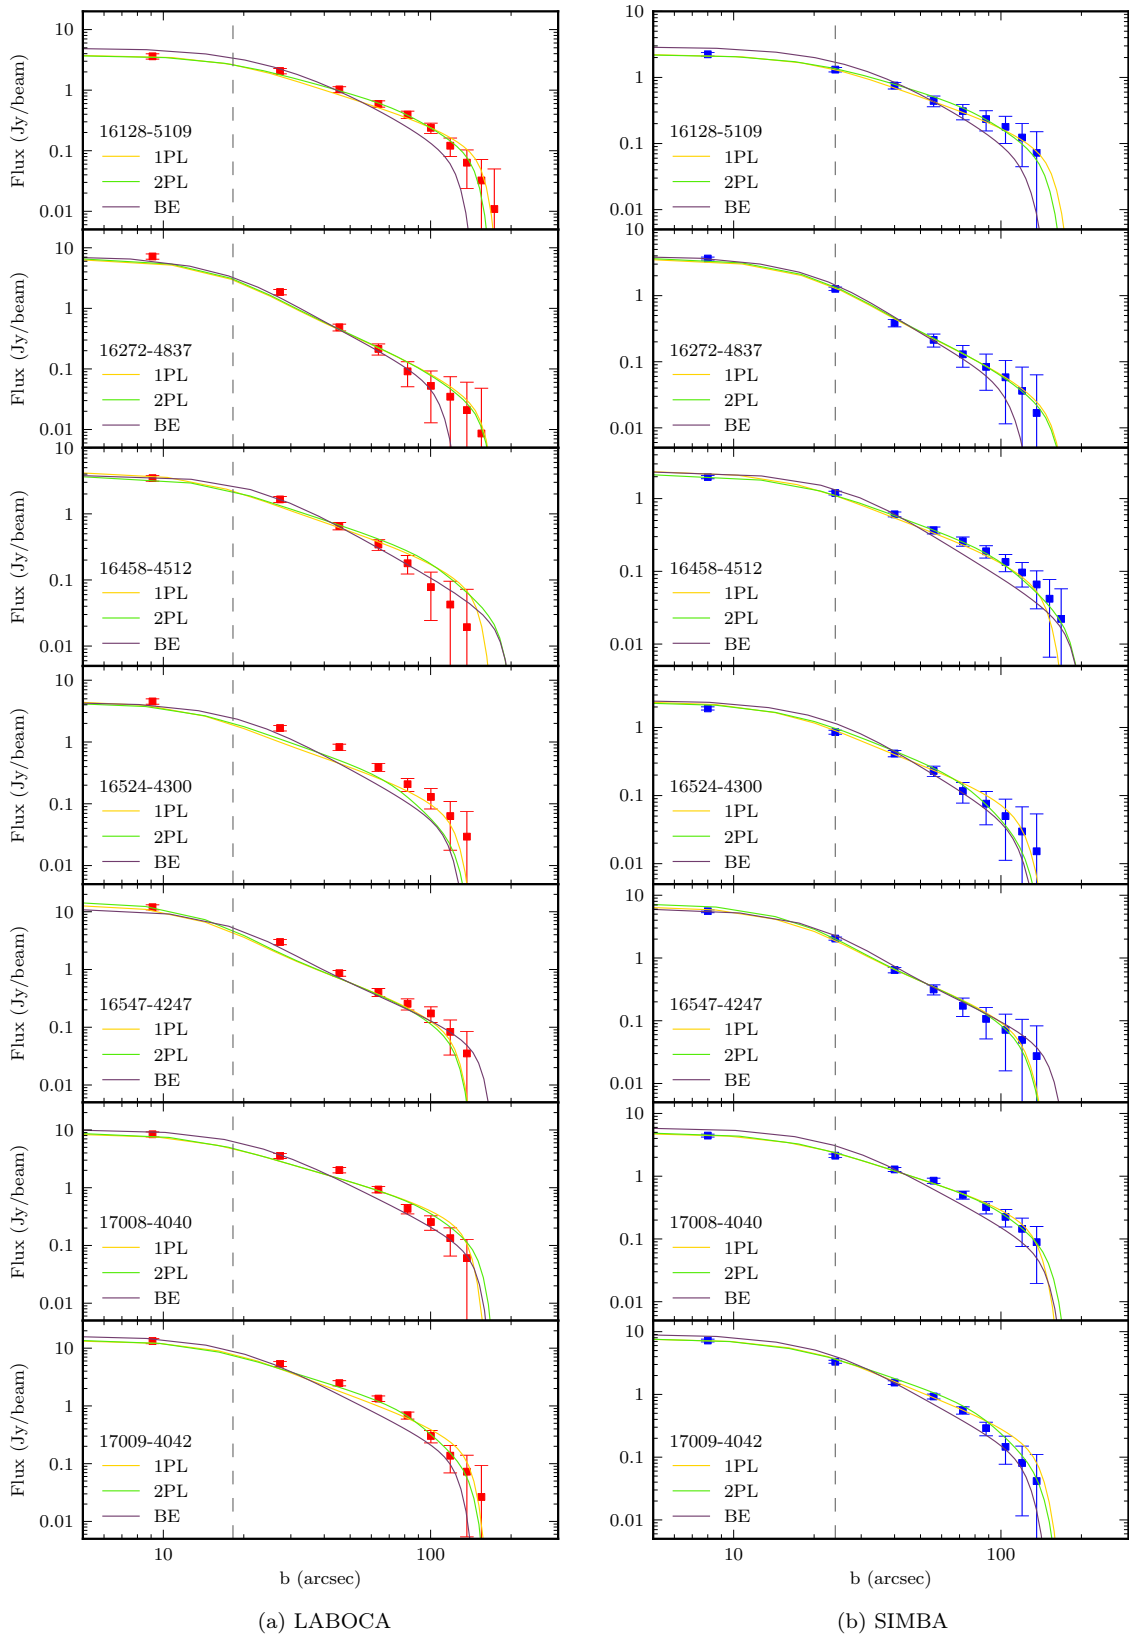 Flux (Jy/beam)
10
1
0.1
0.01
16128-5109
1PL
2PL
BE
10
1
0.1
0.01
16128-5109
1PL
2PL
BE
Flux (Jy/beam)
10
1
0.1
0.01
16272-4837
1PL
2PL
BE
10
1
0.1
0.01
16272-4837
1PL
2PL
BE
Flux (Jy/beam)
10
1
0.1
0.01
16458-4512
1PL
2PL
BE
1
0.1
0.01
16458-4512
1PL
2PL
BE
Flux (Jy/beam)
10
1
0.1
0.01
16524-4300
1PL
2PL
BE
1
0.1
0.01
16524-4300
1PL
2PL
BE
Flux (Jy/beam)
10
1
0.1
0.01
16547-4247
1PL
2PL
BE
10
1
0.1
0.01
16547-4247
1PL
2PL
BE
Flux (Jy/beam)
10
1
0.1
0.01
17008-4040
1PL
2PL
BE
10
1
0.1
0.01
17008-4040
1PL
2PL
BE
Flux (Jy/beam)
10
1
0.1
0.01
17009-4042
1PL
2PL
BE
10
1
0.1
0.01
17009-4042
1PL
2PL
BE
10 100
b (arcsec)
10 100
b (arcsec)
(a) LABOCA
(b) SIMBA